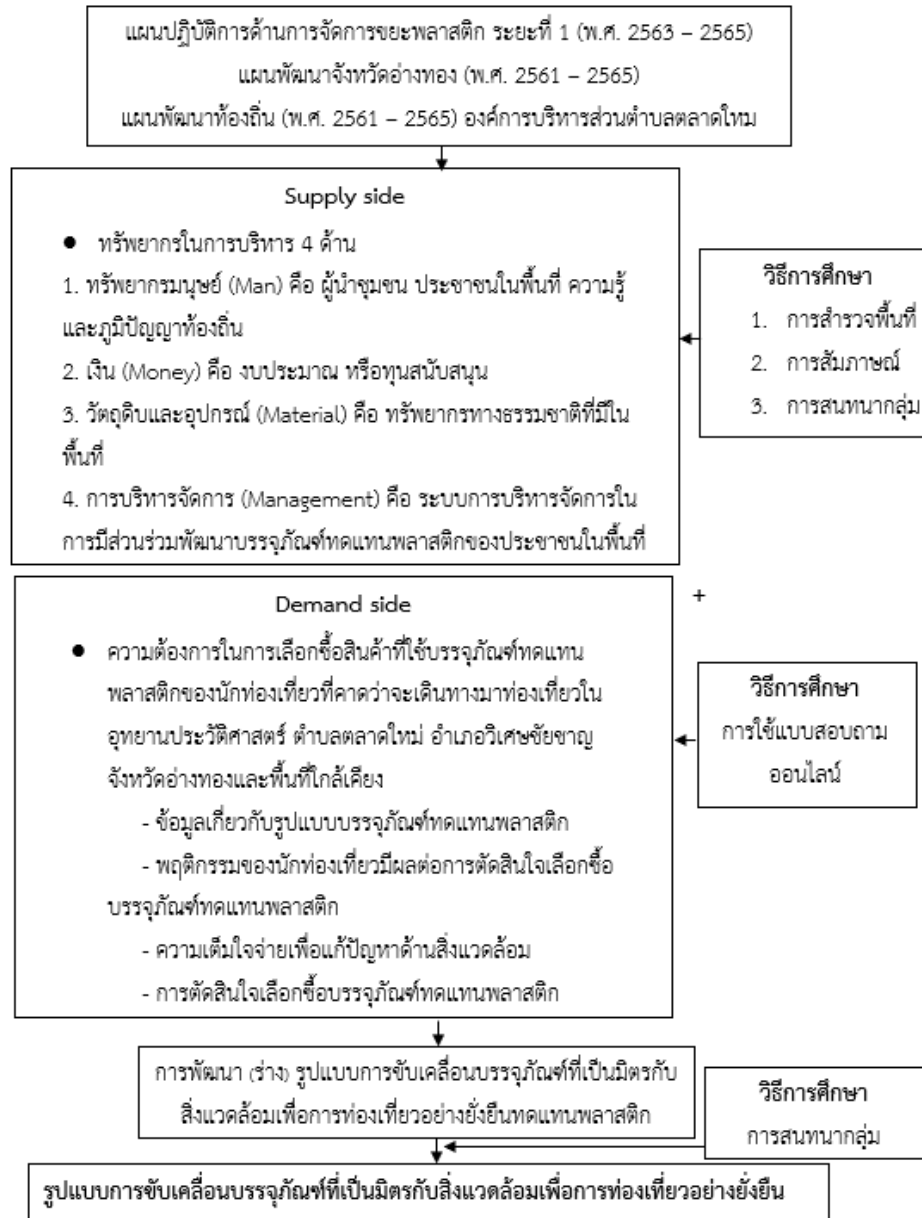 แผนปฏิบัติการด้านการจัดการขยะพลาสติก ระยะที่ 1 (พ.ศ. 2563 – 2565)
แผนพัฒนาจังหวัดอ่างทอง (พ.ศ. 2561 – 2565)
แผนพัฒนาท้องถิ่น (พ.ศ. 2561 – 2565) องค์การบริหารส่วนตำบลตลาดใหม
Supply side
● ทรัพยากรในการบริหาร 4 ด้าน
1. ทรัพยากรมนุษย์ (Man) คือ ผู้นำชุมชน ประชาชนในพื้นที่ ความรู้
และภูมิปัญญาท้องถิ่น
2. เงิน (Money) คือ งบประมาณ หรือทุนสนับสนุน
3. วัตถุดิบและอุปกรณ์ (Material) คือ ทรัพยากรทางธรรมชาติที่มีใน
พื้นที่
4. การบริหารจัดการ (Management) คือ ระบบการบริหารจัดการใน
การมีส่วนร่วมพัฒนาบรรจุภัณฑ์ทดแทนพลาสติกของประชาชนในพื้นที่
วิธีการศึกษา
1. การสำรวจพื้นที่
2. การสัมภาษณ์
3. การสนทนากลุ่ม
+
Demand side
● ความต้องการในการเลือกซื้อสินค้าที่ใช้บรรจุภัณฑ์ทดแทน
พลาสติกของนักท่องเที่ยวที่คาดว่าจะเดินทางมาท่องเที่ยวใน
อุทยานประวัติศาสตร์ ตำบลตลาดใหม่ อำเภอวิเศษชัยชาญ
จังหวัดอ่างทองและพื้นที่ใกล้เคียง
- ข้อมูลเกี่ยวกับรูปแบบบรรจุภัณฑ์ทดแทนพลาสติก
- พฤติกรรมของนักท่องเที่ยวมีผลต่อการตัดสินใจเลือกซื้อ
บรรจุภัณฑ์ทดแทนพลาสติก
- ความเต็มใจจ่ายเพื่อแก้ปัญหาด้านสิ่งแวดล้อม
- การตัดสินใจเลือกซื้อบรรจุภัณฑ์ทดแทนพลาสติก
วิธีการศึกษา
การใช้แบบสอบถาม
ออนไลน์
การพัฒนา (ร่าง) รูปแบบการขับเคลื่อนบรรจุภัณฑ์ที่เป็นมิตรกับ
สิ่งแวดล้อมเพื่อการท่องเที่ยวอย่างยั่งยืนทดแทนพลาสติก
วิธีการศึกษา
การสนทนากลุ่ม
รูปแบบการขับเคลื่อนบรรจุภัณฑ์ที่เป็นมิตรกับสิ่งแวดล้อมเพื่อการท่องเที่ยวอย่างยั่งยืน